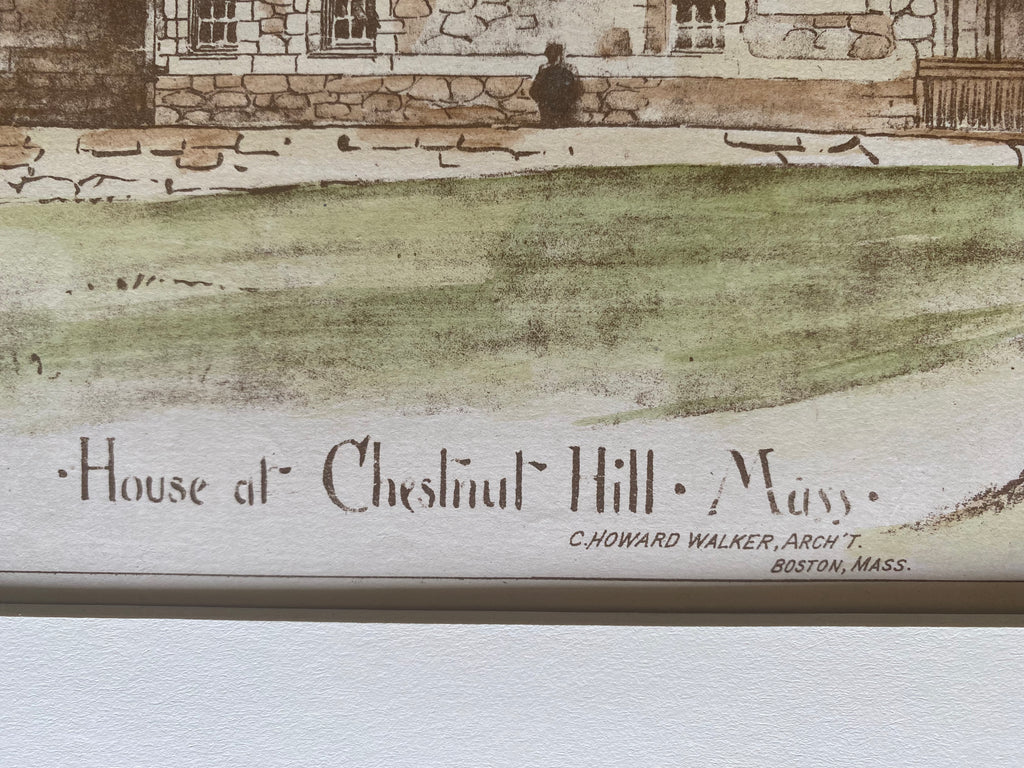 ·House at Chestnut Hill · Mass·
C. HOWARD WALKER, ARCH'T.
BOSTON, MASS.